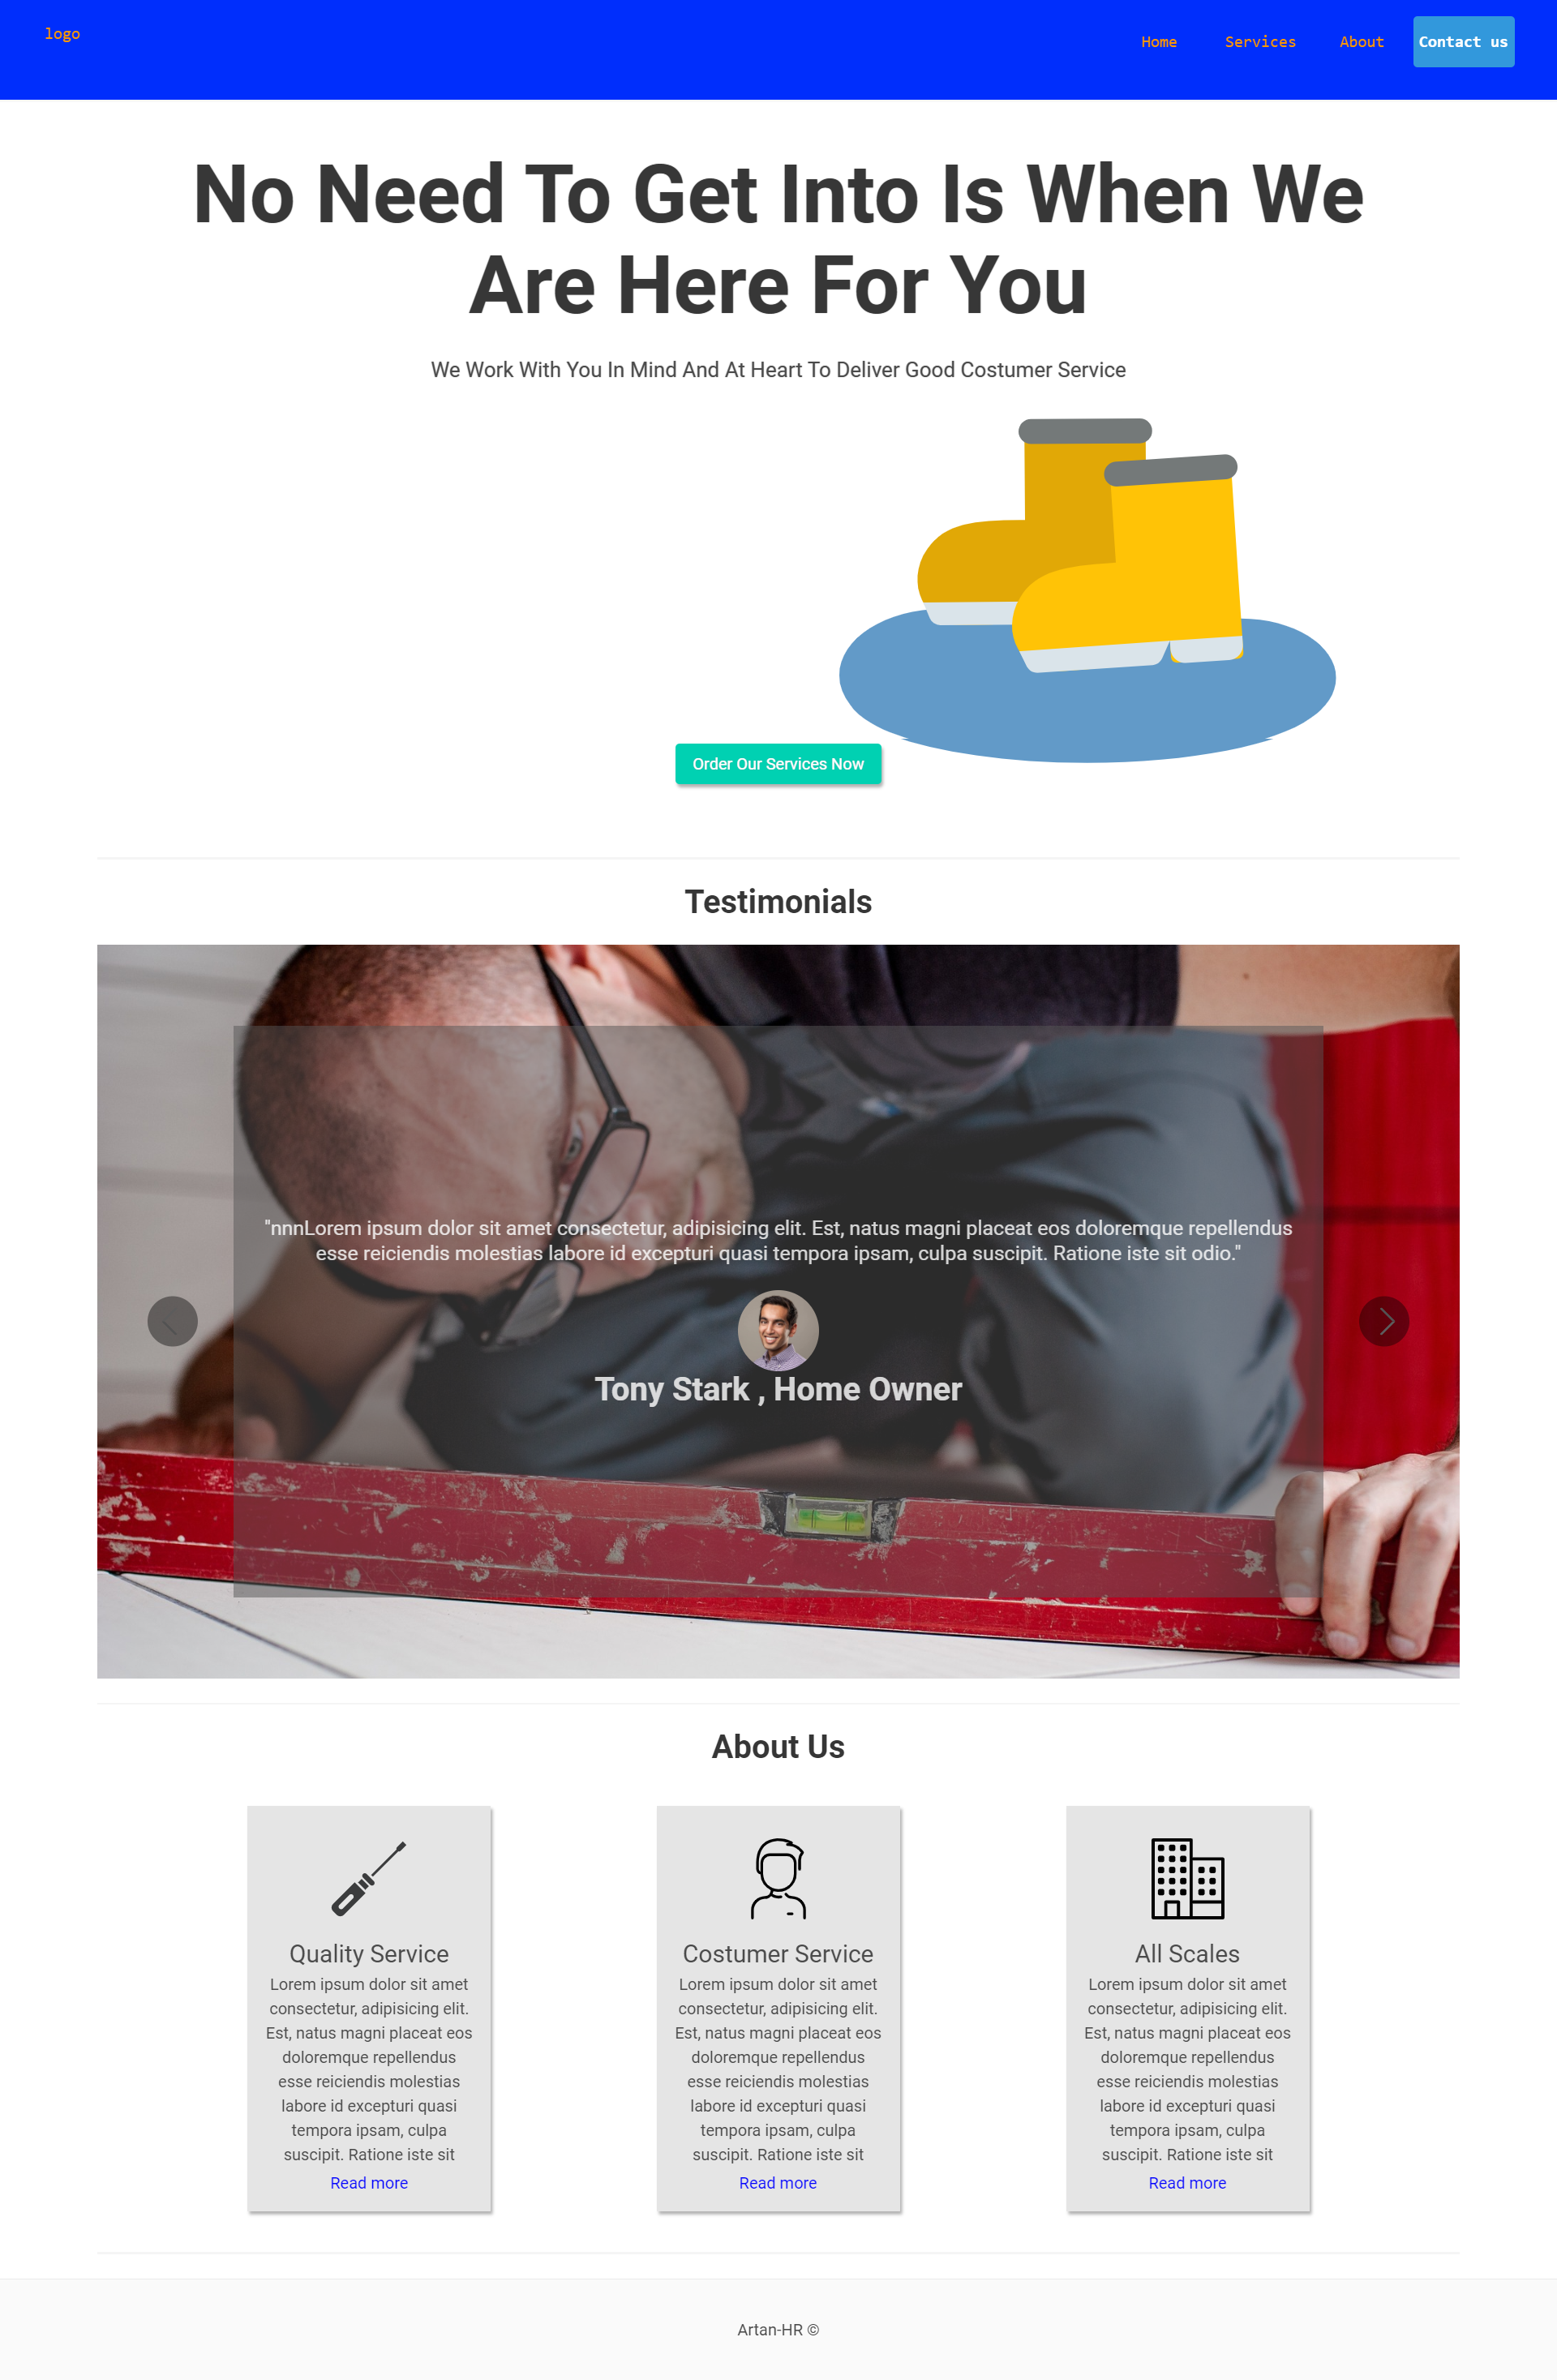 logo
Home Services About Contact us
No Need To Get Into Is When We
Are Here For You
We Work With You In Mind And At Heart To Deliver Good Costumer Service
Order Our Services Now
Testimonials
"nnnLorem ipsum dolor sit amet consectetur, adipisicing elit. Est, natus magni placeat eos doloremque repellendus
esse reiciendis molestias labore id excepturi quasi tempora ipsam, culpa suscipit. Ratione iste sit odio."
Tony Stark , Home Owner
About Us
Quality Service
Lorem ipsum dolor sit amet
consectetur, adipisicing elit.
Est, natus magni placeat eos
doloremque repellendus
esse reiciendis molestias
labore id excepturi quasi
tempora ipsam, culpa
suscipit. Ratione iste sit
Read more
Costumer Service
Lorem ipsum dolor sit amet
consectetur, adipisicing elit.
Est, natus magni placeat eos
doloremque repellendus
esse reiciendis molestias
labore id excepturi quasi
tempora ipsam, culpa
suscipit. Ratione iste sit
Read more
All Scales
Lorem ipsum dolor sit amet
consectetur, adipisicing elit.
Est, natus magni placeat eos
doloremque repellendus
esse reiciendis molestias
labore id excepturi quasi
tempora ipsam, culpa
suscipit. Ratione iste sit
Read more
Artan-HR ©